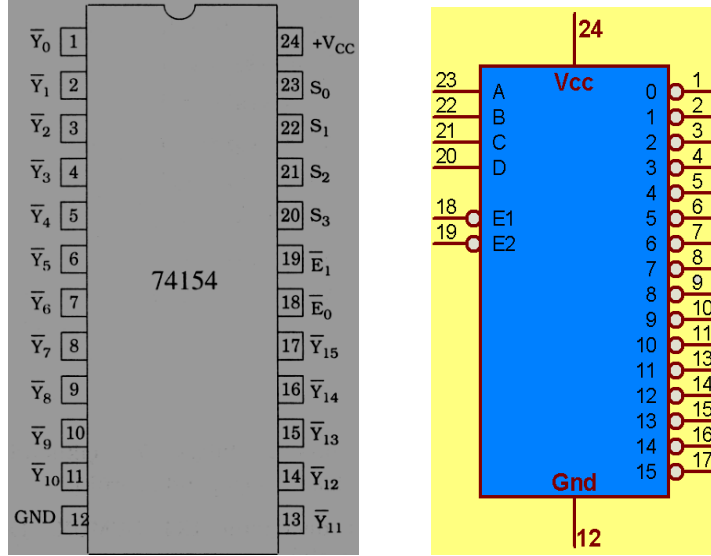 Y̅₀ 1 24 +V_CC
Y̅₁ 2 23 S₀
Y̅₂ 3 22 S₁
Y̅₃ 4 21 S₂
Y̅₄ 5 20 S₃
Y̅₅ 6 19 E̅₁
74154
Y̅₆ 7 18 E̅₀
Y̅₇ 8 17 Y̅₁₅
Y̅₈ 9 16 Y̅₁₄
Y̅₉ 10 15 Y̅₁₃
Y̅₁₀ 11 14 Y̅₁₂
GND 12 13 Y̅₁₁
24
Vcc
23 A 0 1
22 B 1 2
21 C 2 3
20 D 3 4
4 5
18 E1 5 6
19 E2 6 7
7 8
8 9
9 10
10 11
11 13
12 14
13 15
14 16
15 17
Gnd
12